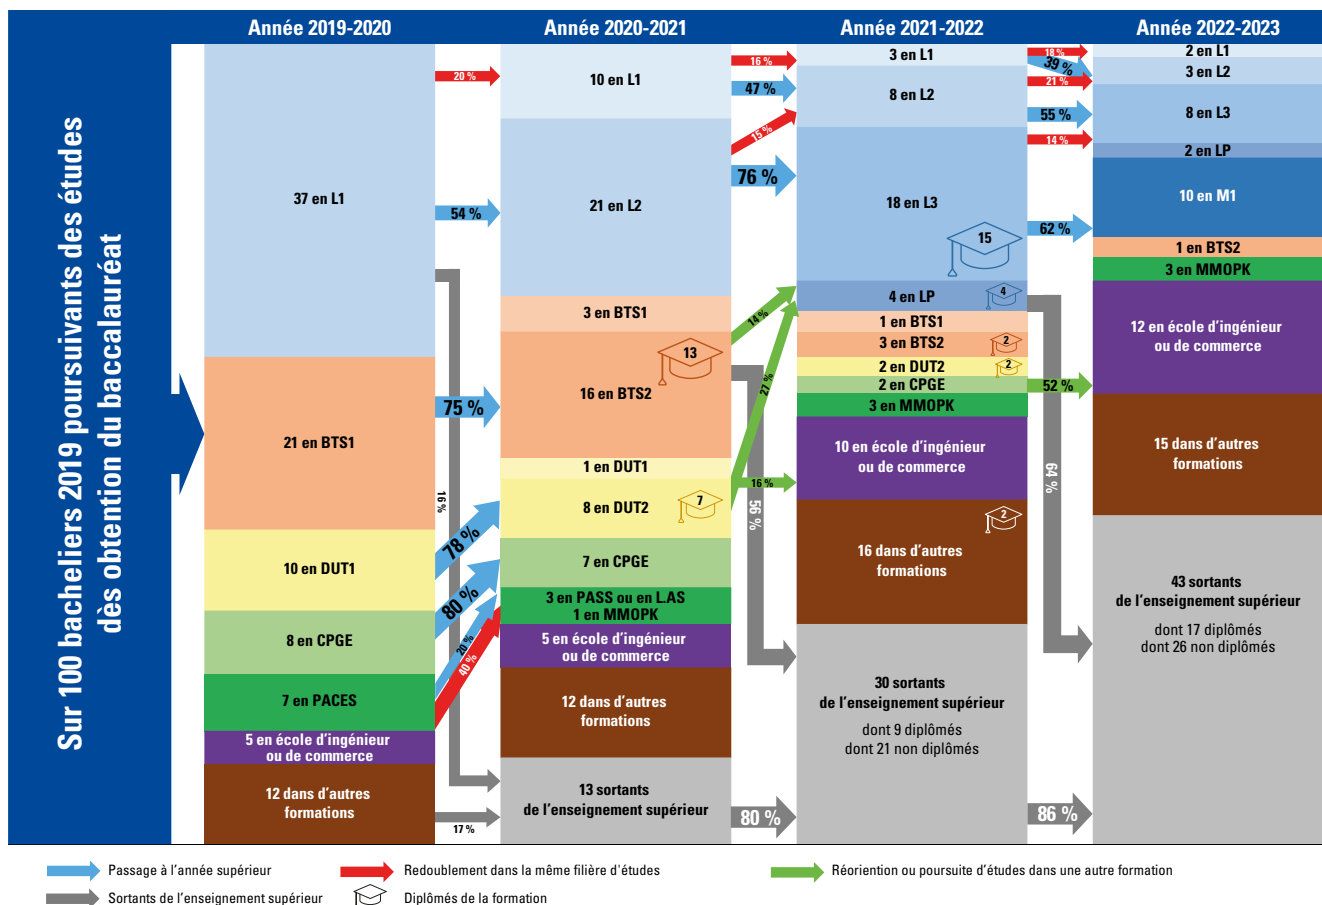 Sur 100 bacheliers 2019 poursuivants des études
dès obtention du baccalauréat
Année 2019-2020
37 en L1
21 en BTS1
10 en DUT1
8 en CPGE
7 en PACES
5 en école d'ingénieur
ou de commerce
12 dans d'autres
formations
20 %
54 %
75 %
16 %
78 %
80 %
20 %
40 %
17 %
Année 2020-2021
10 en L1
21 en L2
3 en BTS1
13
16 en BTS2
1 en DUT1
7
8 en DUT2
7 en CPGE
3 en PASS ou en L.AS
1 en MMOPK
5 en école d'ingénieur
ou de commerce
12 dans d'autres
formations
13 sortants
de l'enseignement supérieur
16 %
47 %
15 %
76 %
14 %
27 %
16 %
56 %
80 %
Année 2021-2022
3 en L1
8 en L2
18 en L3
15
4 en LP
4
1 en BTS1
3 en BTS2
2
2 en DUT2
2
2 en CPGE
3 en MMOPK
10 en école d'ingénieur
ou de commerce
2
16 dans d'autres
formations
30 sortants
de l'enseignement supérieur
dont 9 diplômés
dont 21 non diplômés
18 %
39 %
21 %
55 %
14 %
62 %
52 %
64 %
86 %
Année 2022-2023
2 en L1
3 en L2
8 en L3
2 en LP
10 en M1
1 en BTS2
3 en MMOPK
12 en école d'ingénieur
ou de commerce
15 dans d'autres
formations
43 sortants
de l'enseignement supérieur
dont 17 diplômés
dont 26 non diplômés
Passage à l'année supérieur
Redoublement dans la même filière d'études
Réoriention ou poursuite d'études dans une autre formation
Sortants de l'enseignement supérieur
Diplômés de la formation